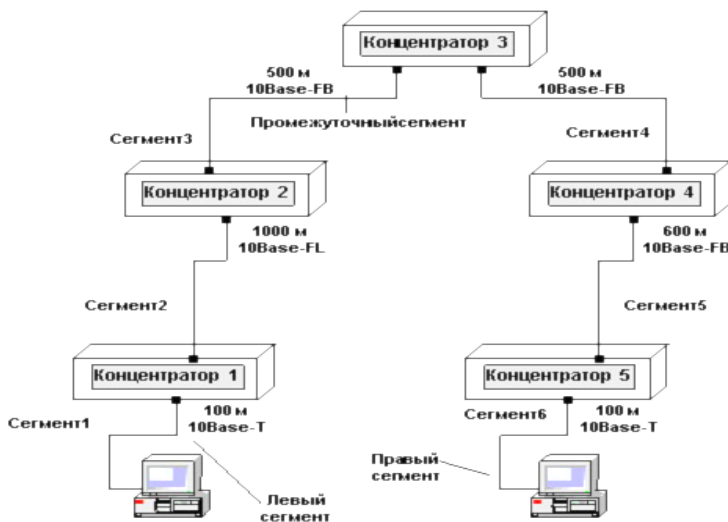 Концентратор 3
500 м
10Base-FB
500 м
10Base-FB
Промежуточныйсегмент
Сегмент3
Сегмент4
Концентратор 2
Концентратор 4
1000 м
10Base-FL
600 м
10Base-FB
Сегмент2
Сегмент5
Концентратор 1
Концентратор 5
Сегмент1
100 м
10Base-T
Сегмент6
100 м
10Base-T
Левый
сегмент
Правый
сегмент